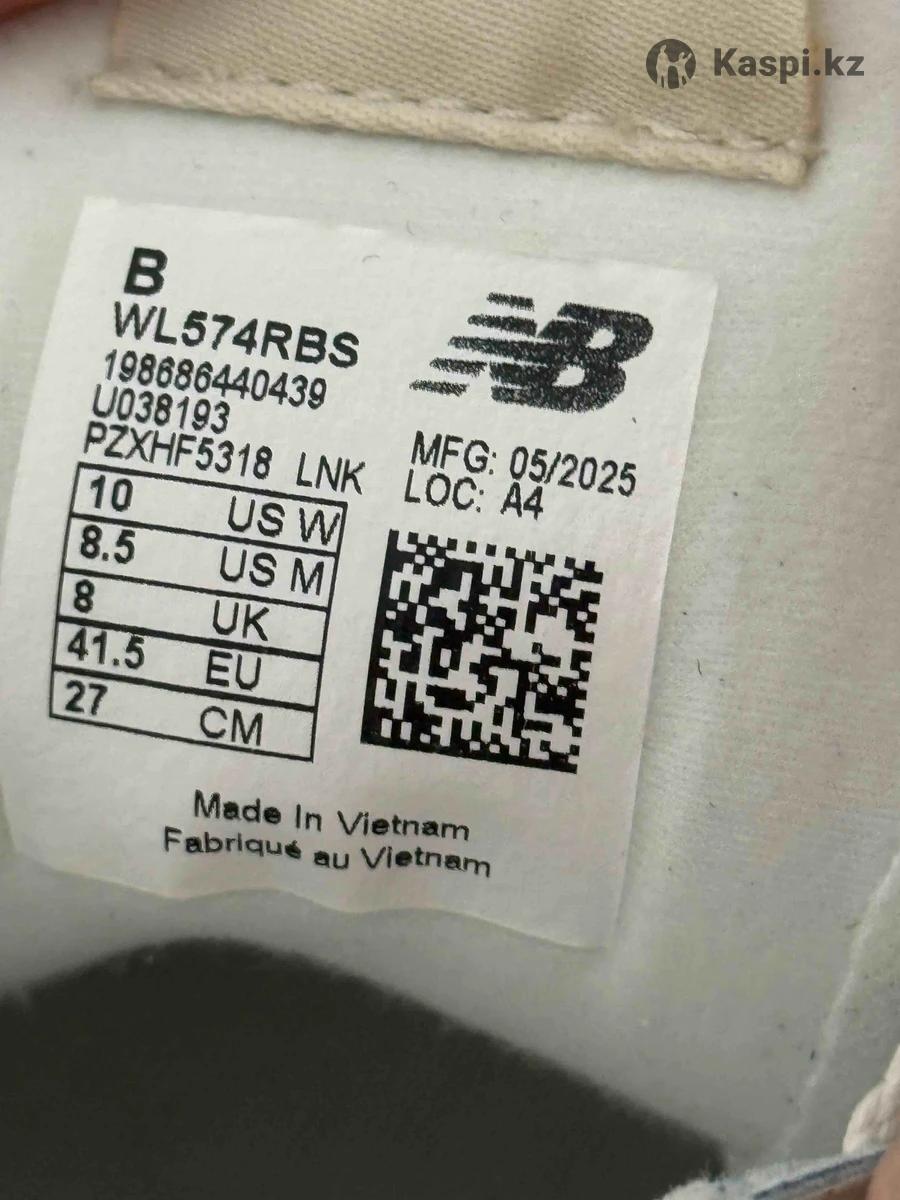 Kaspi.kz
B
WL574RBS
198686440439
U038193
PZXHF5318 LNK
10 US W
8.5 US M
8 UK
41.5 EU
27 CM
NB
MFG: 05/2025
LOC: A4
Made In Vietnam
Fabriqué au Vietnam